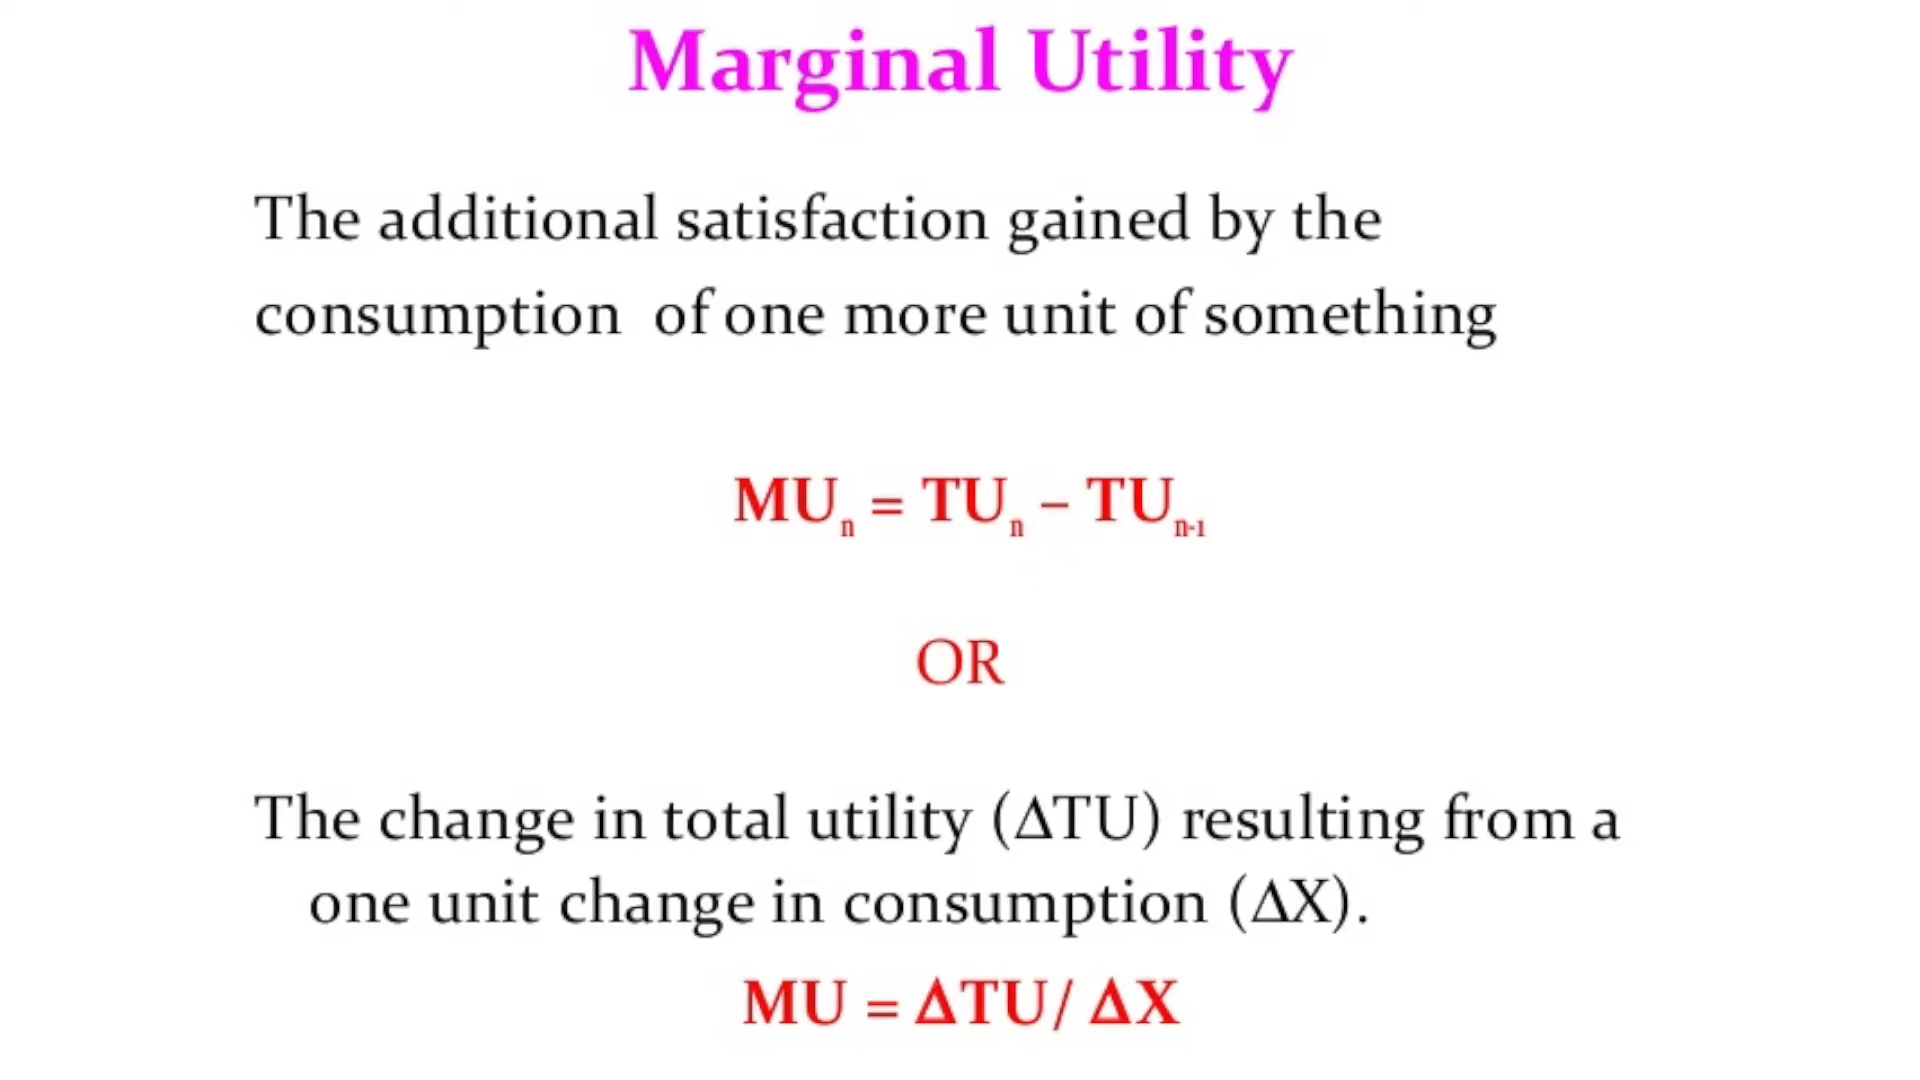 Marginal Utility
The additional satisfaction gained by the
consumption of one more unit of something
MUₙ = TUₙ – TUₙ₋₁
OR
The change in total utility (ΔTU) resulting from a
one unit change in consumption (ΔX).
MU = ΔTU/ ΔX